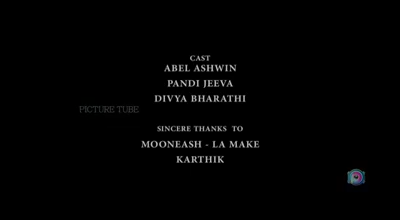 CAST
ABEL ASHWIN
PANDI JEEVA
DIVYA BHARATHI
PICTURE TUBE
SINCERE THANKS TO
MOONEASH - LA MAKE
KARTHIK